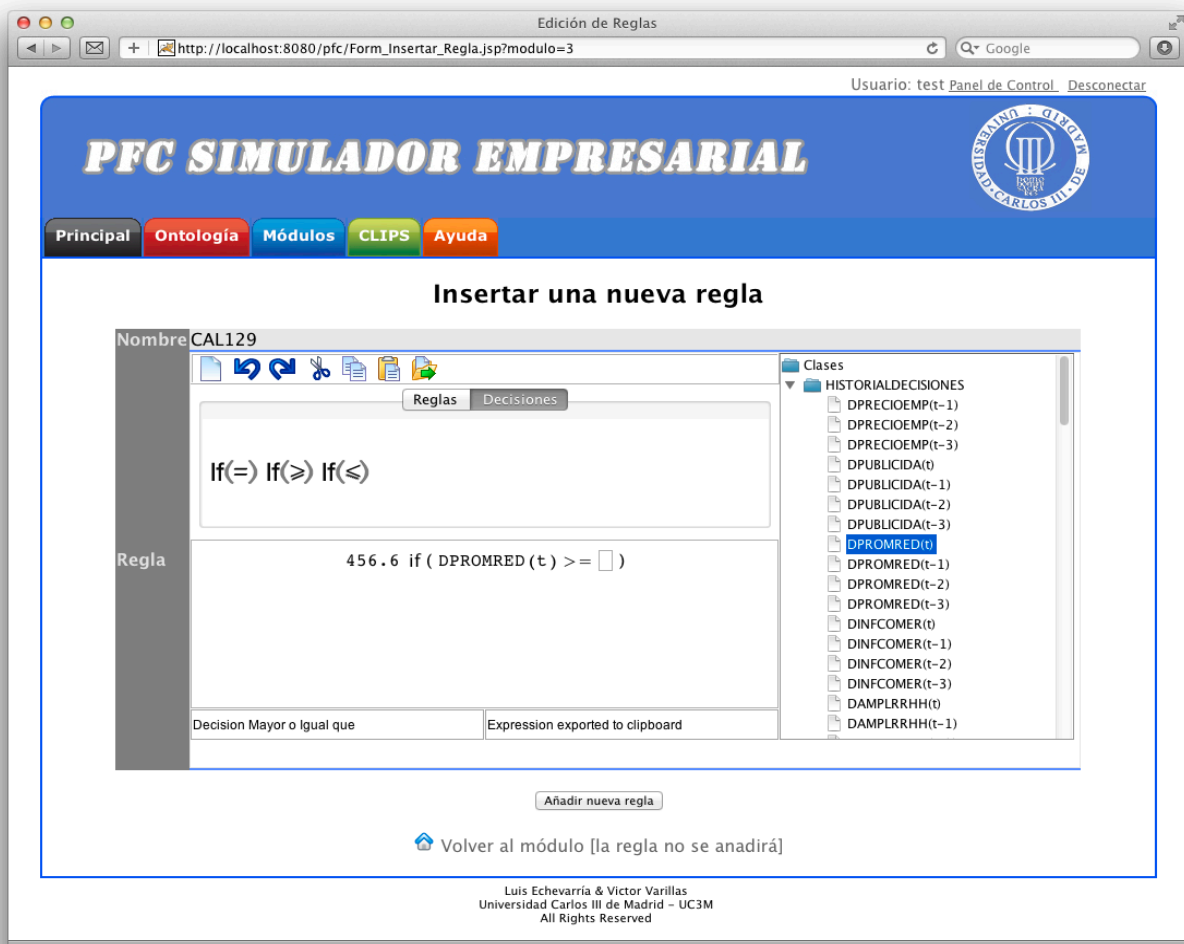 Edición de Reglas
http://localhost:8080/pfc/Form_Insertar_Regla.jsp?modulo=3
Google
Usuario: test Panel de Control Desconectar
PFC SIMULADOR EMPRESARIAL
UNIVERSIDAD · CARLOS III · DE MADRID
Principal Ontología Módulos CLIPS Ayuda
Insertar una nueva regla
Nombre CAL129
Reglas Decisiones
If(=) If(⩾) If(⩽)
Regla
456.6 if ( DPROMRED(t) >= )
Decision Mayor o Igual que
Expression exported to clipboard
Clases
HISTORIALDECISIONES
DPRECIOEMP(t-1)
DPRECIOEMP(t-2)
DPRECIOEMP(t-3)
DPUBLICIDA(t)
DPUBLICIDA(t-1)
DPUBLICIDA(t-2)
DPUBLICIDA(t-3)
DPROMRED(t)
DPROMRED(t-1)
DPROMRED(t-2)
DPROMRED(t-3)
DINFCOMER(t)
DINFCOMER(t-1)
DINFCOMER(t-2)
DINFCOMER(t-3)
DAMPLRRHH(t)
DAMPLRRHH(t-1)
Añadir nueva regla
Volver al módulo [la regla no se anadirá]
Luis Echevarría & Victor Varillas
Universidad Carlos III de Madrid - UC3M
All Rights Reserved